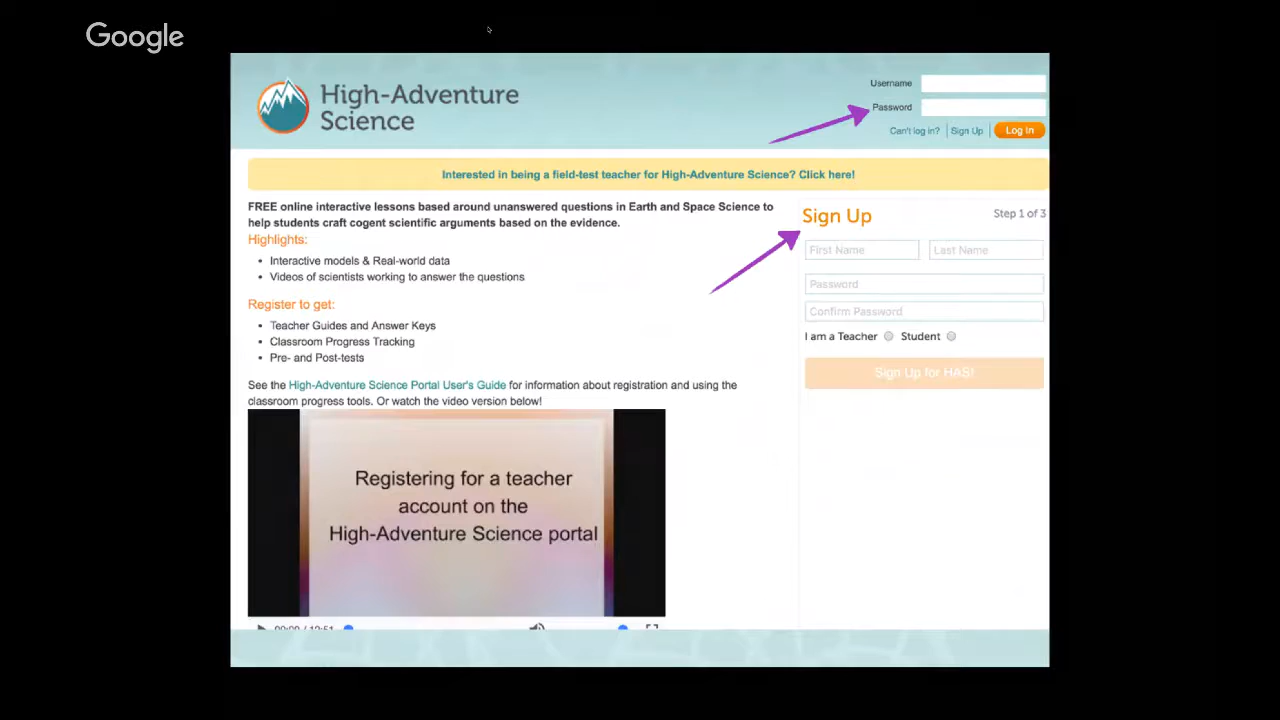 Google
High-Adventure
Science
Username
Password
Can't log in? Sign Up Log In
Interested in being a field-test teacher for High-Adventure Science? Click here!
FREE online interactive lessons based around unanswered questions in Earth and Space Science to
help students craft cogent scientific arguments based on the evidence.
Highlights:
Interactive models & Real-world data
Videos of scientists working to answer the questions
Register to get:
Teacher Guides and Answer Keys
Classroom Progress Tracking
Pre- and Post-tests
See the High-Adventure Science Portal User's Guide for information about registration and using the
classroom progress tools. Or watch the video version below!
Registering for a teacher
account on the
High-Adventure Science portal
Sign Up Step 1 of 3
First Name Last Name
Password
Confirm Password
I am a Teacher Student
Sign Up for HAS!